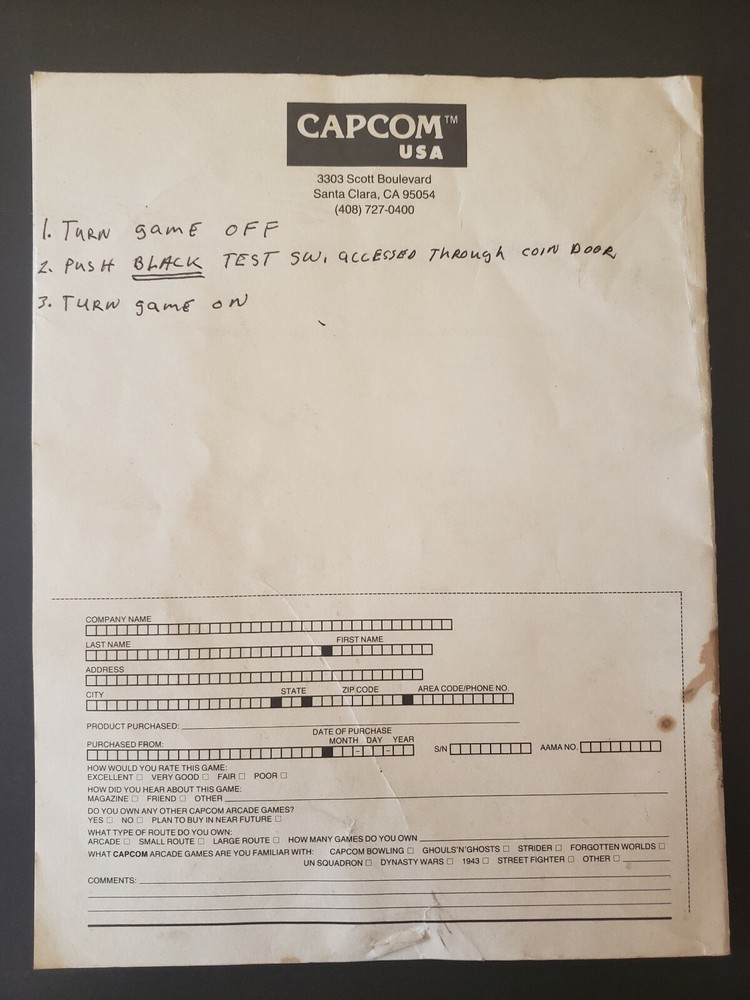 CAPCOM™
USA
3303 Scott Boulevard
Santa Clara, CA 95054
(408) 727-0400
1. TURN gamE OFF
2. PUSH BLACK TEST SW, accESSED THROUGH COIN DOOR
3. TURN gamE ON
COMPANY NAME
LAST NAME FIRST NAME
ADDRESS
CITY STATE ZIP CODE AREA CODE/PHONE NO.
PRODUCT PURCHASED:
DATE OF PURCHASE
PURCHASED FROM: MONTH DAY YEAR S/N AAMA NO.
HOW WOULD YOU RATE THIS GAME:
EXCELLENT □ VERY GOOD □ FAIR □ POOR □
HOW DID YOU HEAR ABOUT THIS GAME:
MAGAZINE □ FRIEND □ OTHER
DO YOU OWN ANY OTHER CAPCOM ARCADE GAMES?
YES □ NO □ PLAN TO BUY IN NEAR FUTURE □
WHAT TYPE OF ROUTE DO YOU OWN:
ARCADE □ SMALL ROUTE □ LARGE ROUTE □ HOW MANY GAMES DO YOU OWN
WHAT CAPCOM ARCADE GAMES ARE YOU FAMILIAR WITH: CAPCOM BOWLING □ GHOULS'N'GHOSTS □ STRIDER □ FORGOTTEN WORLDS □
UN SQUADRON □ DYNASTY WARS □ 1943 □ STREET FIGHTER □ OTHER □
COMMENTS: